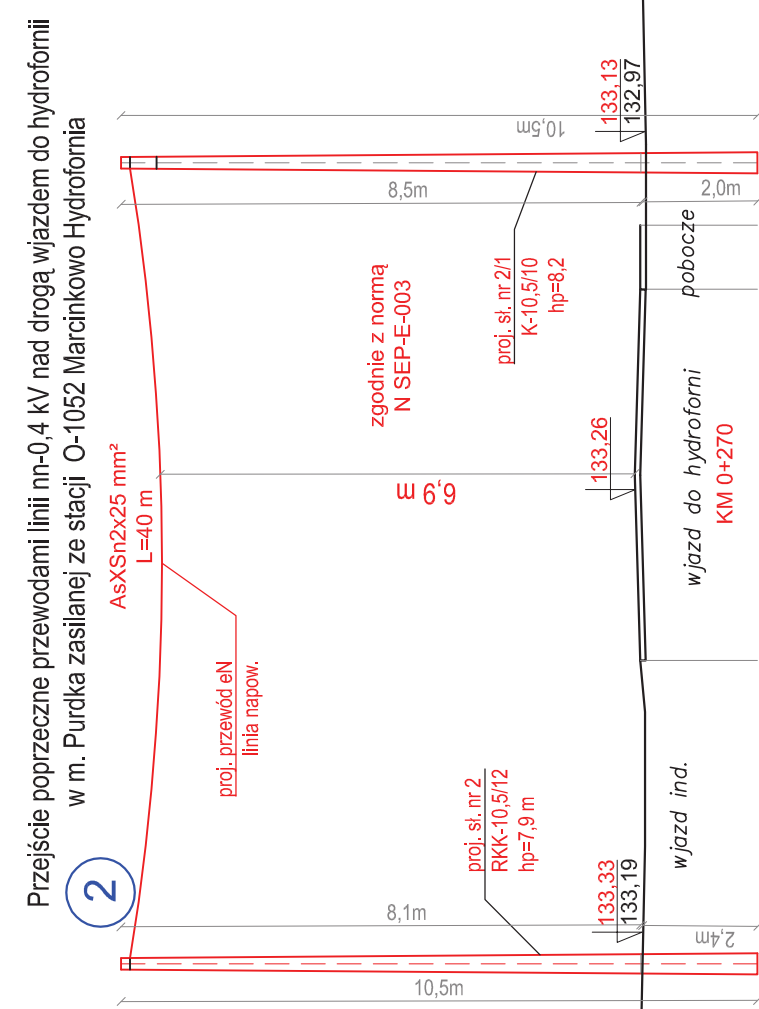 Przejście poprzeczne przewodami linii nn-0,4 kV nad drogą wjazdem do hydrofornii
w m. Purdka zasilanej ze stacji O-1052 Marcinkowo Hydrofornia
2
AsXSn2x25 mm²
L=40 m
proj. przewód eN
linia napow.
zgodnie z normą
N SEP-E-003
6,9 m
proj. sł. nr 2
RKK-10,5/12
hp=7,9 m
proj. sł. nr 2/1
K-10,5/10
hp=8,2
10,5m
8,1m
2,4m
133,33
133,19
133,26
133,13
132,97
8,5m
2,0m
10,5m
wjazd ind.
wjazd do hydroforni
KM 0+270
pobocze